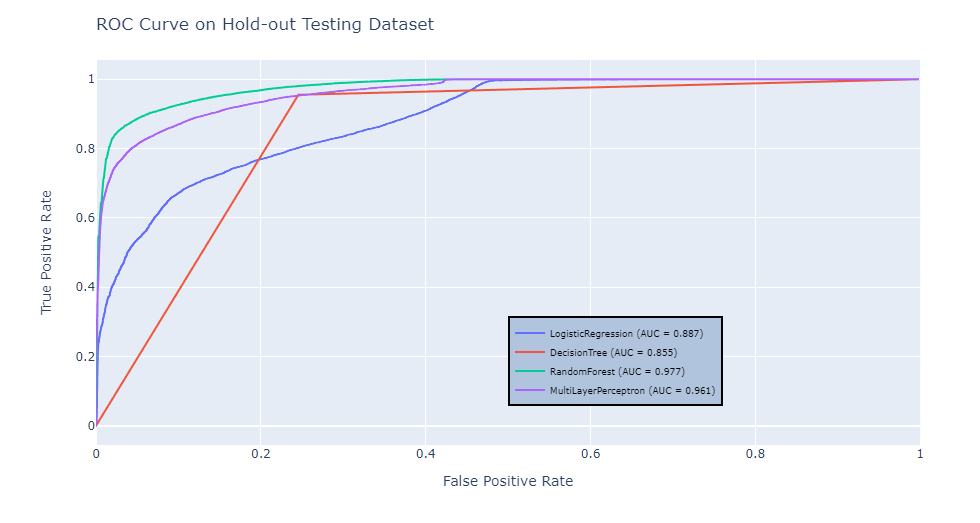 ROC Curve on Hold-out Testing Dataset
1
0.8
0.6
0.4
0.2
0
True Positive Rate
LogisticRegression (AUC = 0.887)
DecisionTree (AUC = 0.855)
RandomForest (AUC = 0.977)
MultiLayerPerceptron (AUC = 0.961)
0 0.2 0.4 0.6 0.8 1
False Positive Rate